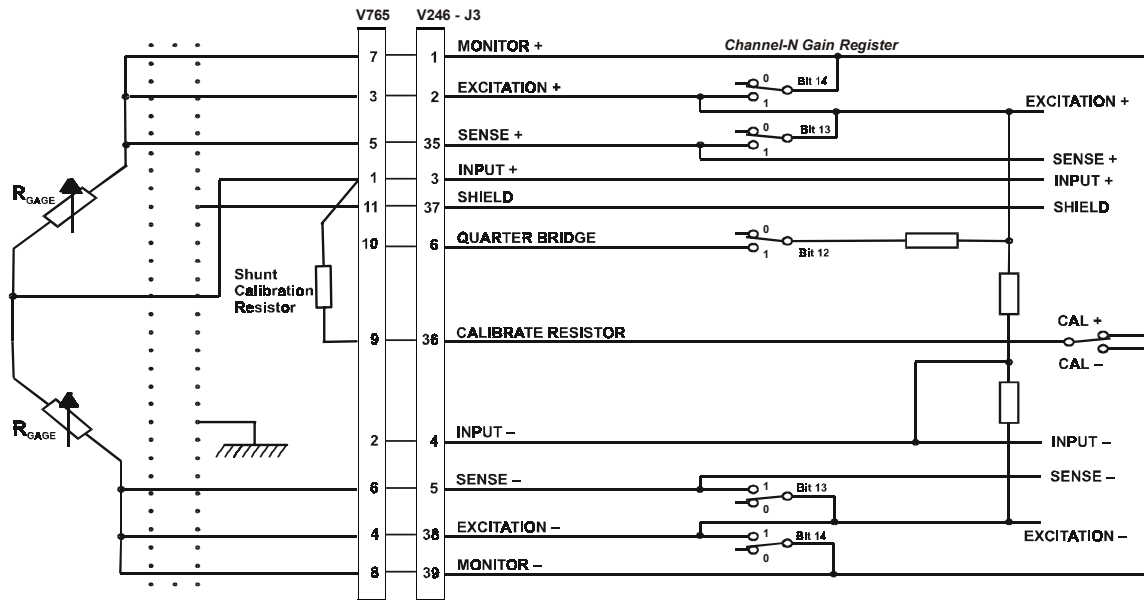 V765 V246 - J3
7 1 MONITOR +
Channel-N Gain Register
0
Bit 14
1
3 2 EXCITATION +
EXCITATION +
0
Bit 13
1
5 35 SENSE +
SENSE +
1 3 INPUT +
INPUT +
11 37 SHIELD
SHIELD
RGAGE
10 6 QUARTER BRIDGE
0
1
Bit 12
Shunt
Calibration
Resistor
9 36 CALIBRATE RESISTOR
CAL +
CAL –
RGAGE
2 4 INPUT –
INPUT –
6 5 SENSE –
SENSE –
1
Bit 13
0
4 38 EXCITATION –
EXCITATION –
1
Bit 14
0
8 39 MONITOR –